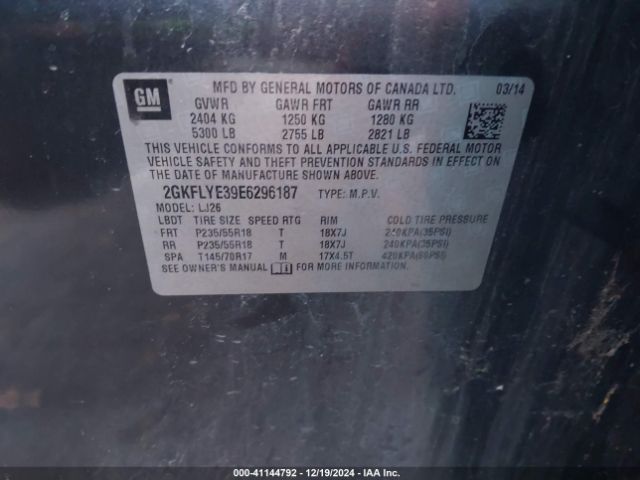 GM
MFD BY GENERAL MOTORS OF CANADA LTD. 03/14
GVWR GAWR FRT GAWR RR
2404 KG 1250 KG 1280 KG
5300 LB 2755 LB 2821 LB
THIS VEHICLE CONFORMS TO ALL APPLICABLE U.S. FEDERAL MOTOR
VEHICLE SAFETY AND THEFT PREVENTION STANDARDS IN EFFECT ON
THE DATE OF MANUFACTURE SHOWN ABOVE.
2GKFLYE39E6296187 TYPE: M.P.V.
MODEL: LJ26
LBDT TIRE SIZE SPEED RTG RIM COLD TIRE PRESSURE
FRT P235/55R18 T 18X7J 240KPA(35PSI)
RR P235/55R18 T 18X7J 240KPA(35PSI)
SPA T145/70R17 M 17X4.5T 420KPA(60PSI)
SEE OWNER'S MANUAL FOR MORE INFORMATION.
000-41144792 - 12/19/2024 - IAA Inc.